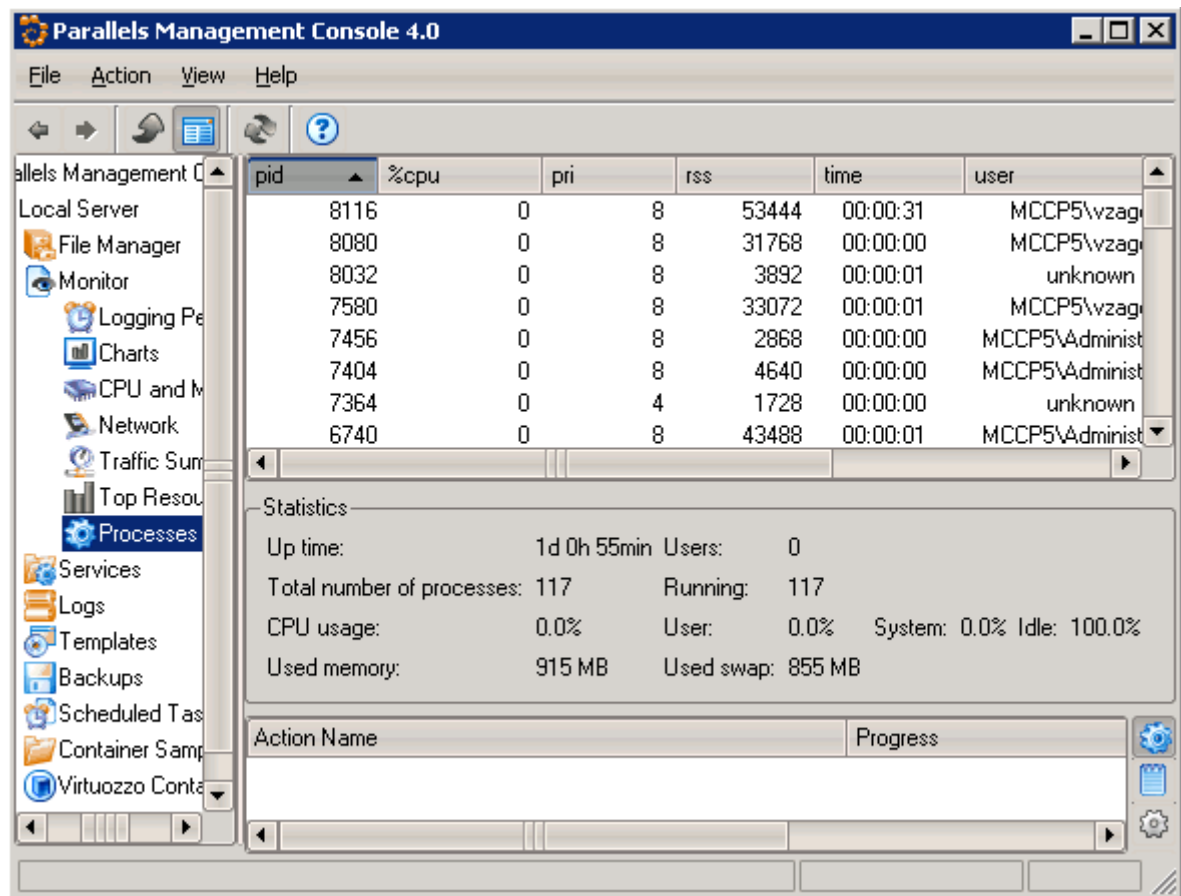 Parallels Management Console 4.0
File Action View Help
allels Management C
Local Server
File Manager
Monitor
Logging Pe
Charts
CPU and M
Network
Traffic Sum
Top Resou
Processes
Services
Logs
Templates
Backups
Scheduled Tas
Container Samp
Virtuozzo Conta
pid %cpu pri rss time user
8116 0 8 53444 00:00:31 MCCP5\vzage
8080 0 8 31768 00:00:00 MCCP5\vzage
8032 0 8 3892 00:00:01 unknown
7580 0 8 33072 00:00:01 MCCP5\vzage
7456 0 8 2868 00:00:00 MCCP5\Administ
7404 0 8 4640 00:00:00 MCCP5\Administ
7364 0 4 1728 00:00:00 unknown
6740 0 8 43488 00:00:01 MCCP5\Administ
Statistics
Up time: 1d 0h 55min Users: 0
Total number of processes: 117 Running: 117
CPU usage: 0.0% User: 0.0% System: 0.0% Idle: 100.0%
Used memory: 915 MB Used swap: 855 MB
Action Name Progress